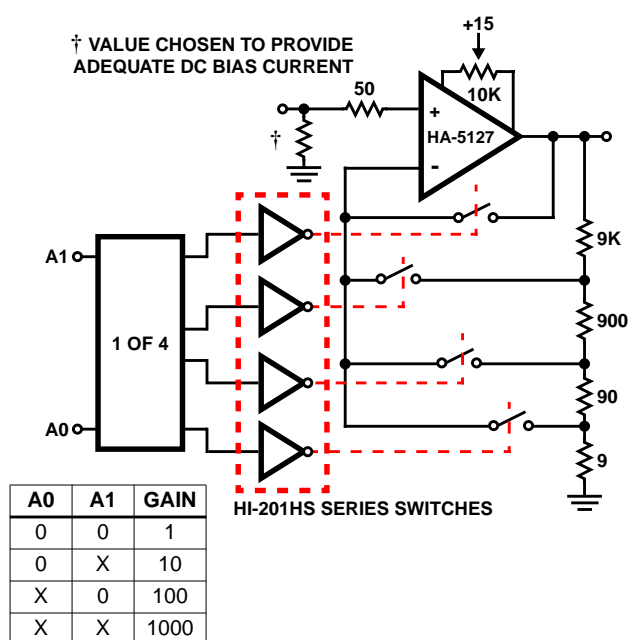 +15
† VALUE CHOSEN TO PROVIDE
ADEQUATE DC BIAS CURRENT
50
10K
+
HA-5127
-
†
9K
A1
900
1 OF 4
90
A0
9
HI-201HS SERIES SWITCHES
A0 A1 GAIN
0 0 1
0 X 10
X 0 100
X X 1000